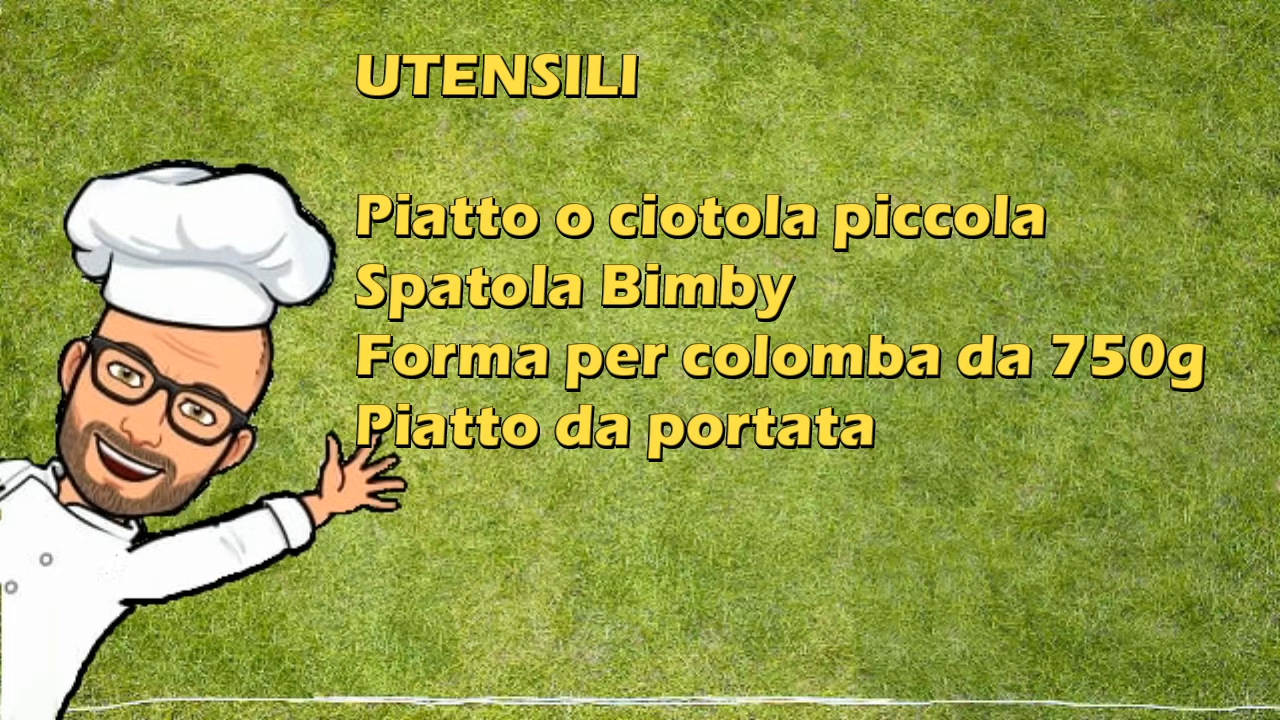 UTENSILI
Piatto o ciotola piccola
Spatola Bimby
Forma per colomba da 750g
Piatto da portata